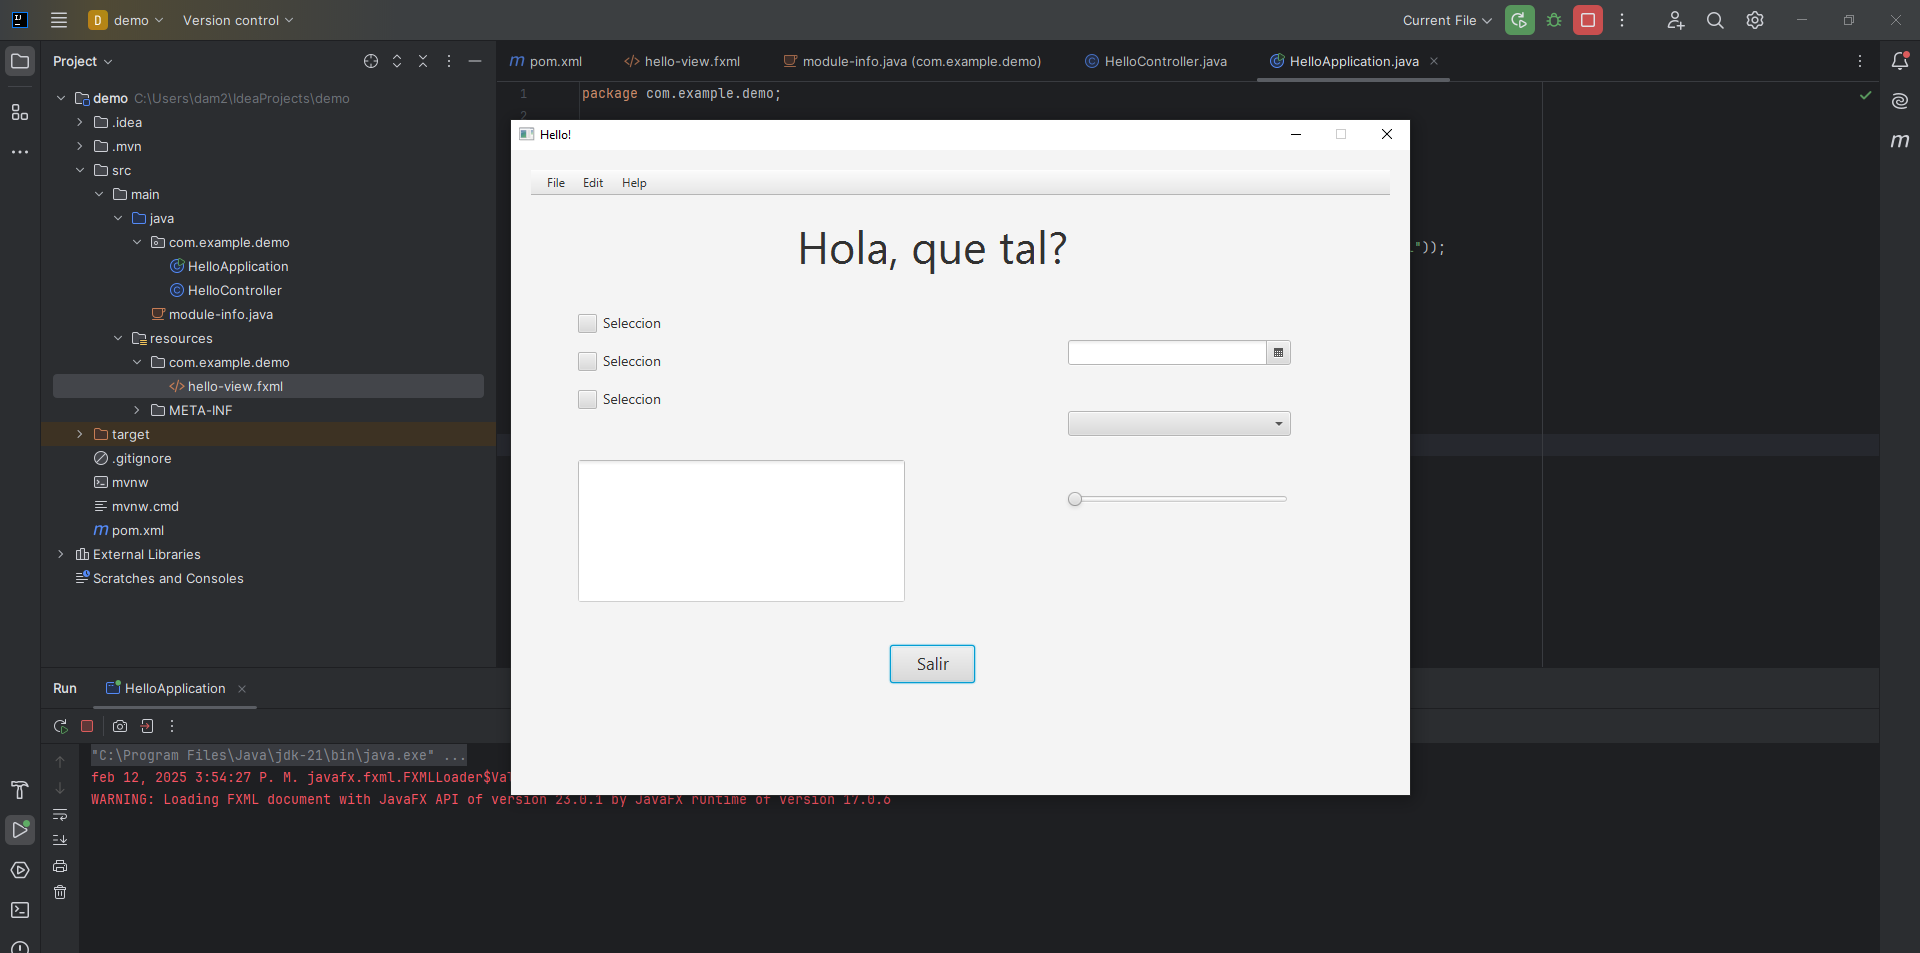 D demo Version control Current File
Project
pom.xml hello-view.fxml module-info.java (com.example.demo) HelloController.java HelloApplication.java
demo C:\Users\dam2\IdeaProjects\demo
.idea
.mvn
src
main
java
com.example.demo
HelloApplication
HelloController
module-info.java
resources
com.example.demo
hello-view.fxml
META-INF
target
.gitignore
mvnw
mvnw.cmd
pom.xml
External Libraries
Scratches and Consoles
1 package com.example.demo;
2
"));
Hello!
File Edit Help
Hola, que tal?
Seleccion
Seleccion
Seleccion
Salir
Run HelloApplication
"C:\Program Files\Java\jdk-21\bin\java.exe" ...
feb 12, 2025 3:54:27 P. M. javafx.fxml.FXMLLoader$Val
WARNING: Loading FXML document with JavaFX API of version 23.0.1 by JavaFX runtime of version 17.0.6